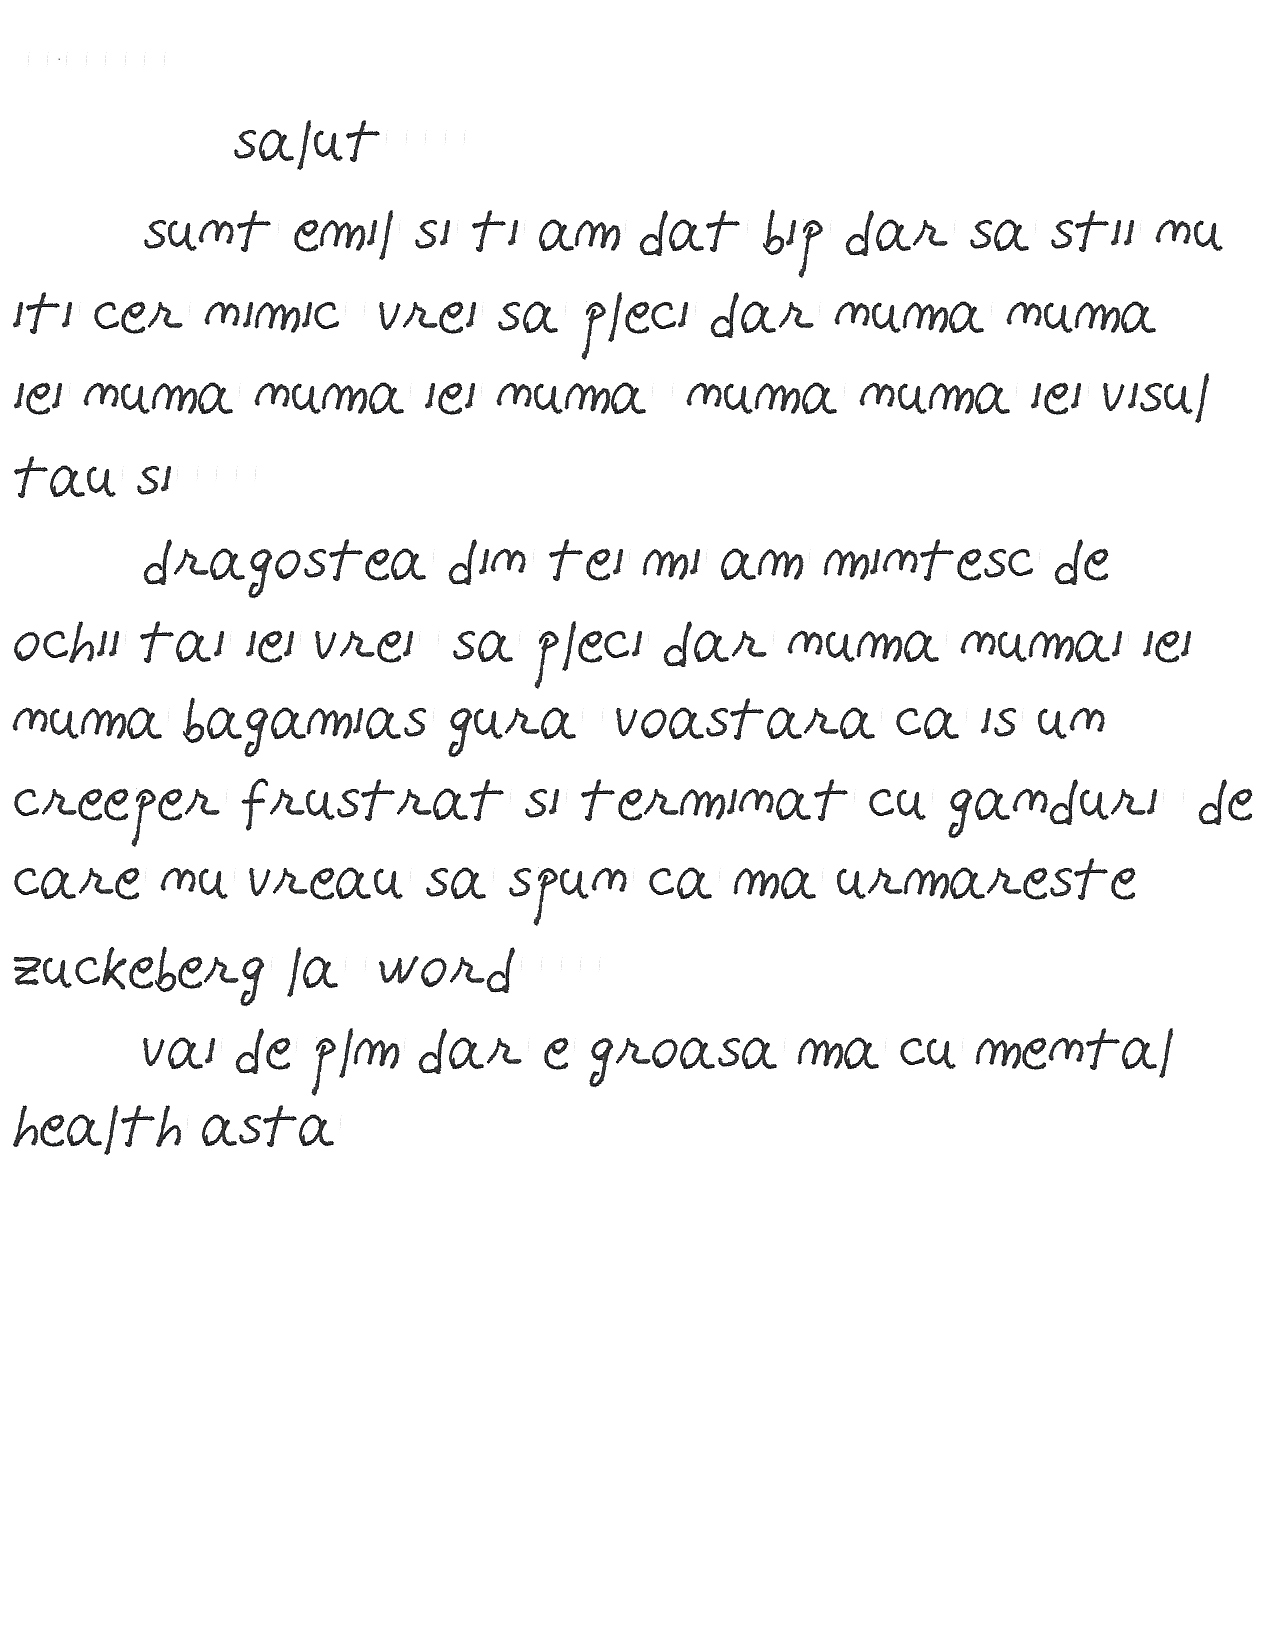 salut
sunt emil si ti am dat bip dar sa stii nu
iti cer nimic vrei sa pleci dar numa numa
iei numa numa iei numa numa numa iei visul
tau si
dragostea din tei mi am mintesc de
ochii tai iei vrei sa pleci dar numa numai iei
numa bagamias gura voastara ca is un
creeper frustrat si terminat cu ganduri de
care nu vreau sa spun ca ma urmareste
zuckeberg la word
vai de plm dar e groasa ma cu mental
health asta